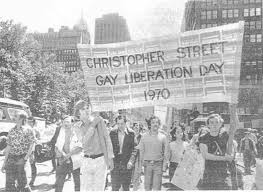 CHRISTOPHER STREET
GAY LIBERATION DAY
1970